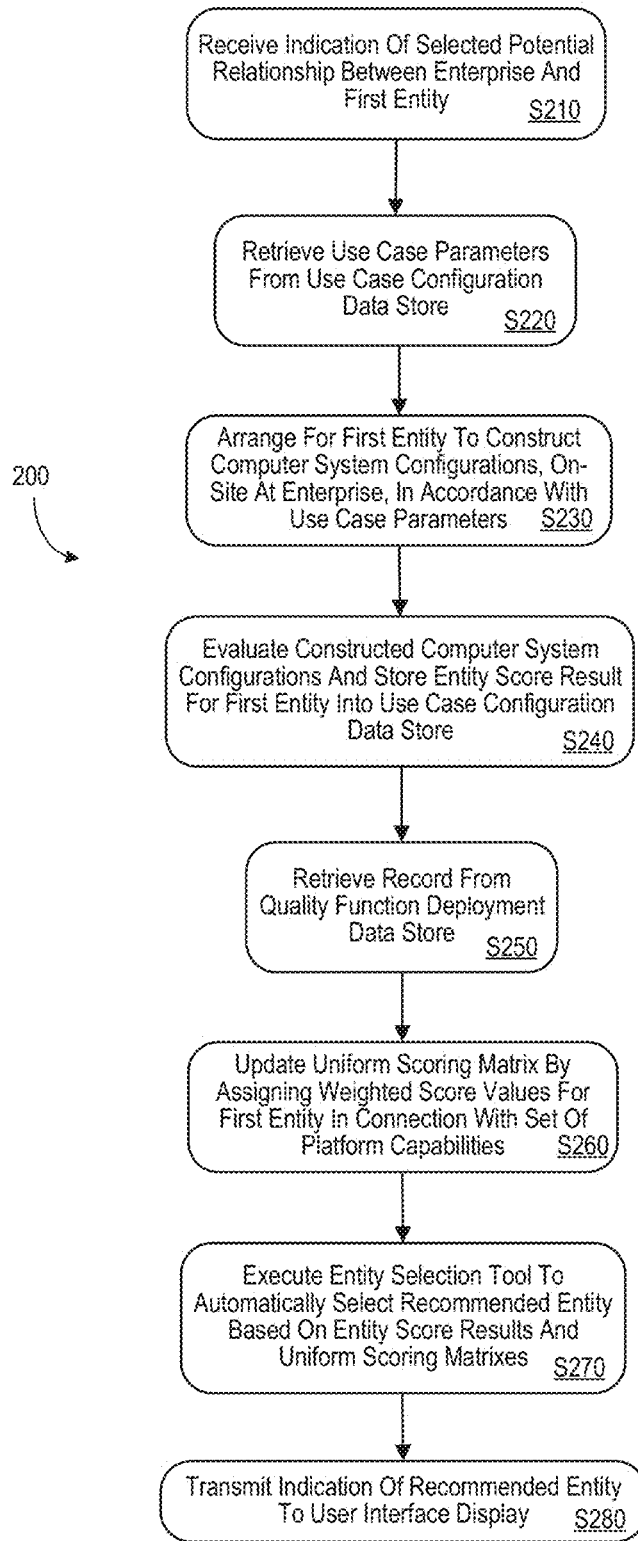 Receive Indication Of Selected Potential
Relationship Between Enterprise And
First Entity
S210
Retrieve Use Case Parameters
From Use Case Configuration
Data Store
S220
200
Arrange For First Entity To Construct
Computer System Configurations, On-
Site At Enterprise, In Accordance With
Use Case Parameters S230
Evaluate Constructed Computer System
Configurations And Store Entity Score Result
For First Entity Into Use Case Configuration
Data Store
S240
Retrieve Record From
Quality Function Deployment
Data Store
S250
Update Uniform Scoring Matrix By
Assigning Weighted Score Values For
First Entity In Connection With Set Of
Platform Capabilities
S260
Execute Entity Selection Tool To
Automatically Select Recommended Entity
Based On Entity Score Results And
Uniform Scoring Matrixes
S270
Transmit Indication Of Recommended Entity
To User Interface Display
S280